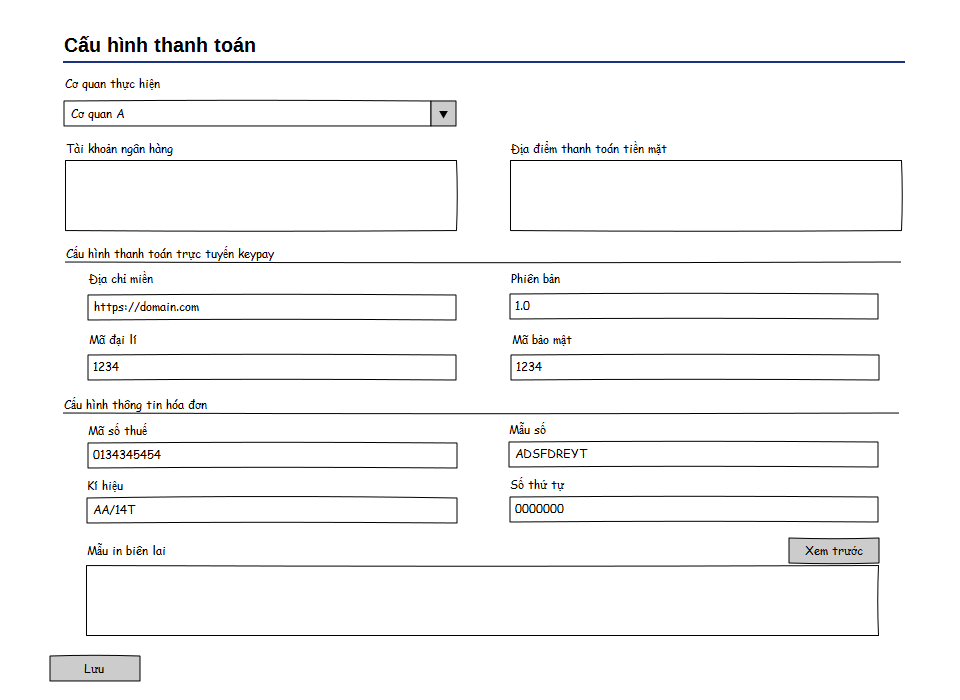 Cấu hình thanh toán
Cơ quan thực hiện
Cơ quan A
Tài khoản ngân hàng
Địa điểm thanh toán tiền mặt
Cấu hình thanh toán trực tuyến keypay
Địa chỉ miền
Phiên bản
https://domain.com
1.0
Mã đại lí
Mã bảo mật
1234
1234
Cấu hình thông tin hóa đơn
Mã số thuế
Mẫu số
0134345454
ADSFDREYT
Kí hiệu
Số thứ tự
AA/14T
0000000
Mẫu in biên lai
Xem trước
Lưu